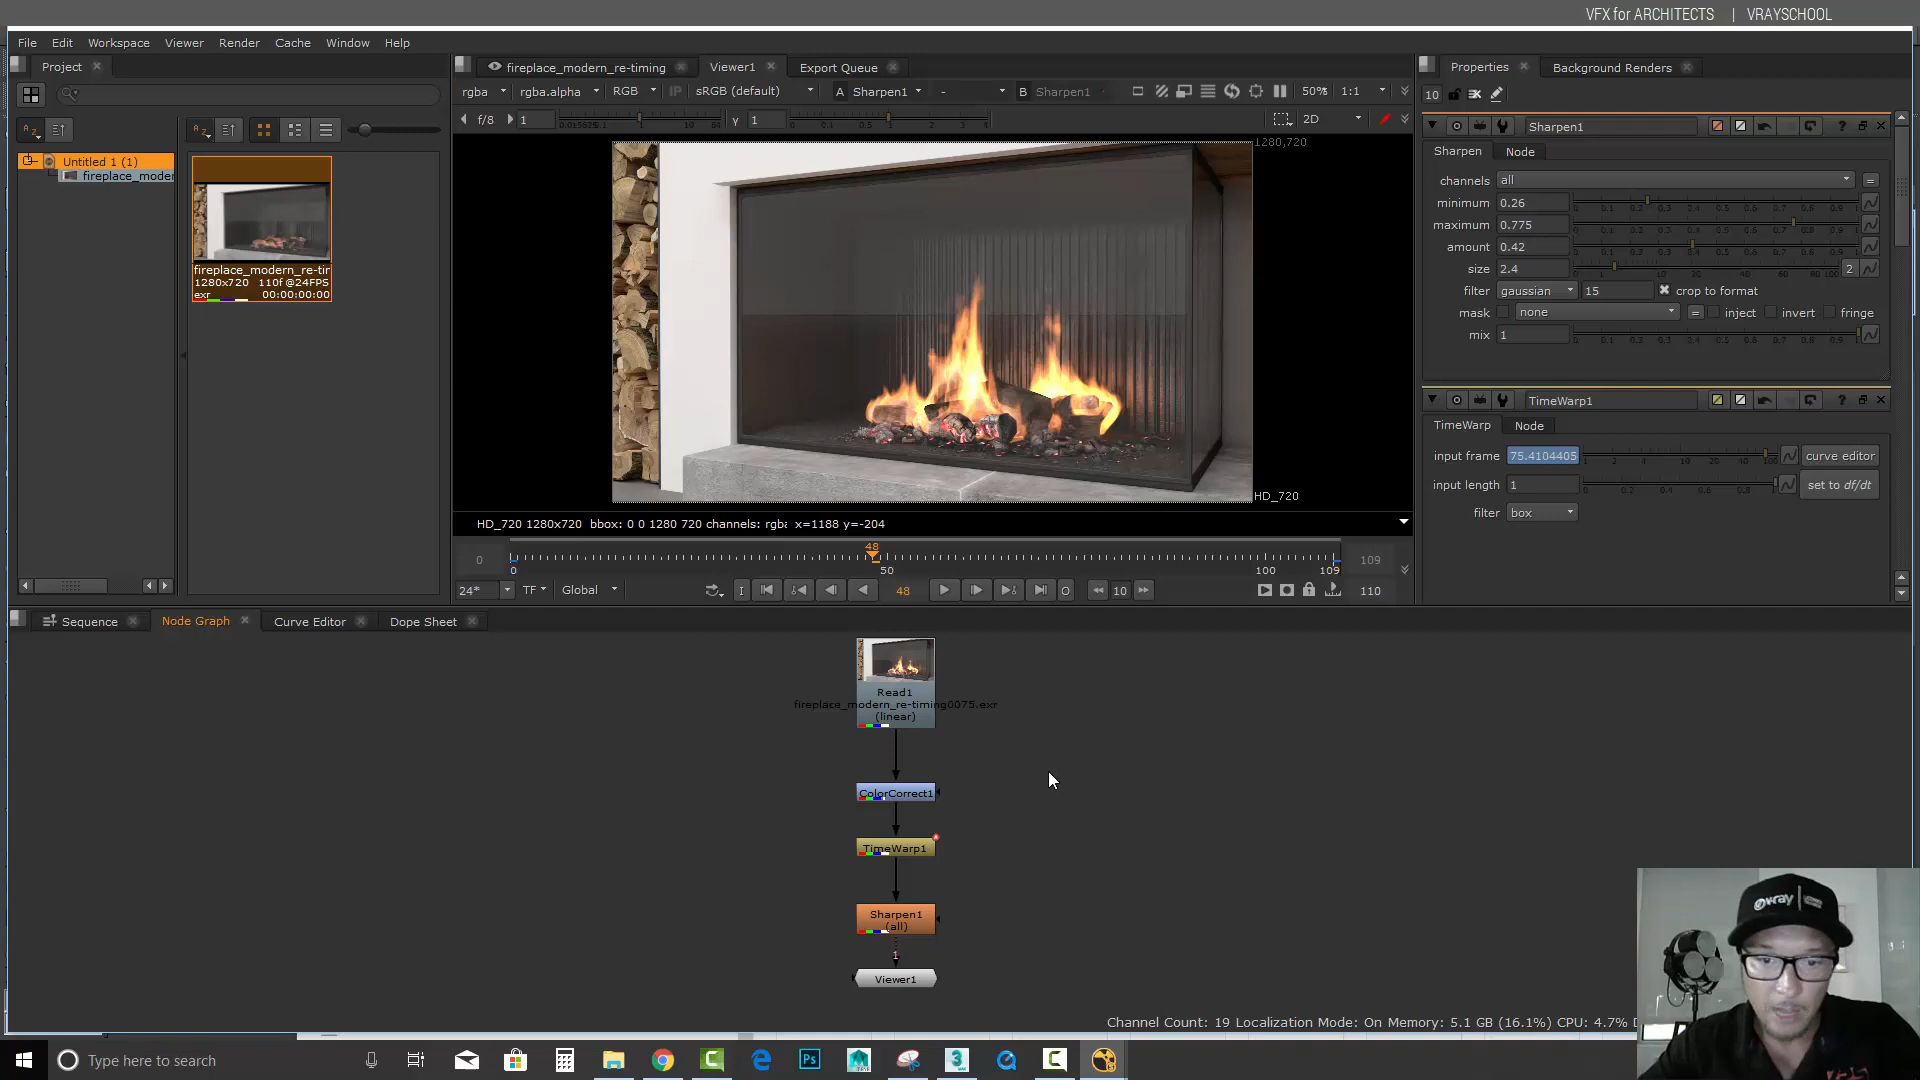 VFX for ARCHITECTS | VRAYSCHOOL
File Edit Workspace Viewer Render Cache Window Help
Project
fireplace_modern_re-timing Viewer1 Export Queue
Properties Background Renders
rgba rgba.alpha RGB IP sRGB (default) A Sharpen1 - B Sharpen1 50% 1:1
10
f/8 1 γ 1 2D
Untitled 1 (1)
fireplace_moder
fireplace_modern_re-tir
1280x720 110f @24FPS
exr 00:00:00:00
1280,720
HD_720
HD_720 1280x720 bbox: 0 0 1280 720 channels: rgba x=1188 y=-204
0 48 109
0 50 100 109
24* TF Global I 48 O 10 110
Sharpen1
Sharpen Node
channels all =
minimum 0.26
maximum 0.775
amount 0.42
size 2.4 2
filter gaussian 15 crop to format
mask none = inject invert fringe
mix 1
TimeWarp1
TimeWarp Node
input frame 75.4104405 curve editor
input length 1 set to df/dt
filter box
Sequence Node Graph Curve Editor Dope Sheet
Read1
fireplace_modern_re-timing0075.exr
(linear)
ColorCorrect1
TimeWarp1
Sharpen1
(all)
1
Viewer1
Channel Count: 19 Localization Mode: On Memory: 5.1 GB (16.1%) CPU: 4.7% D
Type here to search